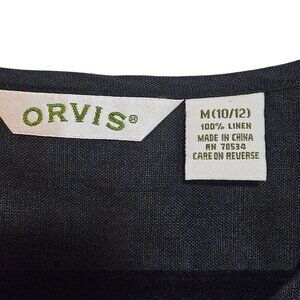 ORVIS®
M(10/12)
100% LINEN
MADE IN CHINA
RN 70534
CARE ON REVERSE